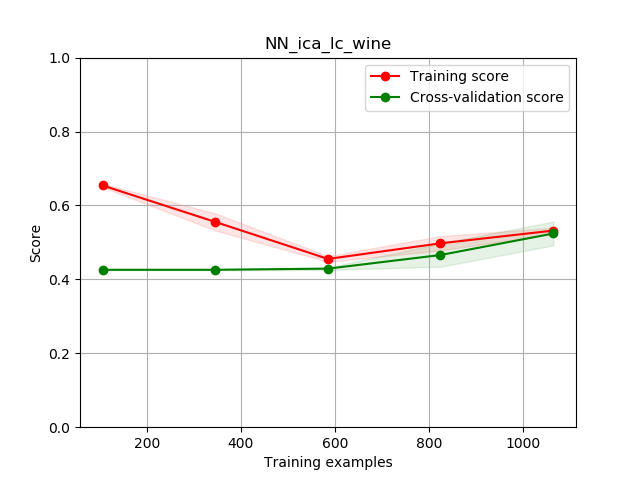 NN_ica_lc_wine
1.0
Training score
Cross-validation score
0.8
0.6
Score
0.4
0.2
0.0
200 400 600 800 1000
Training examples